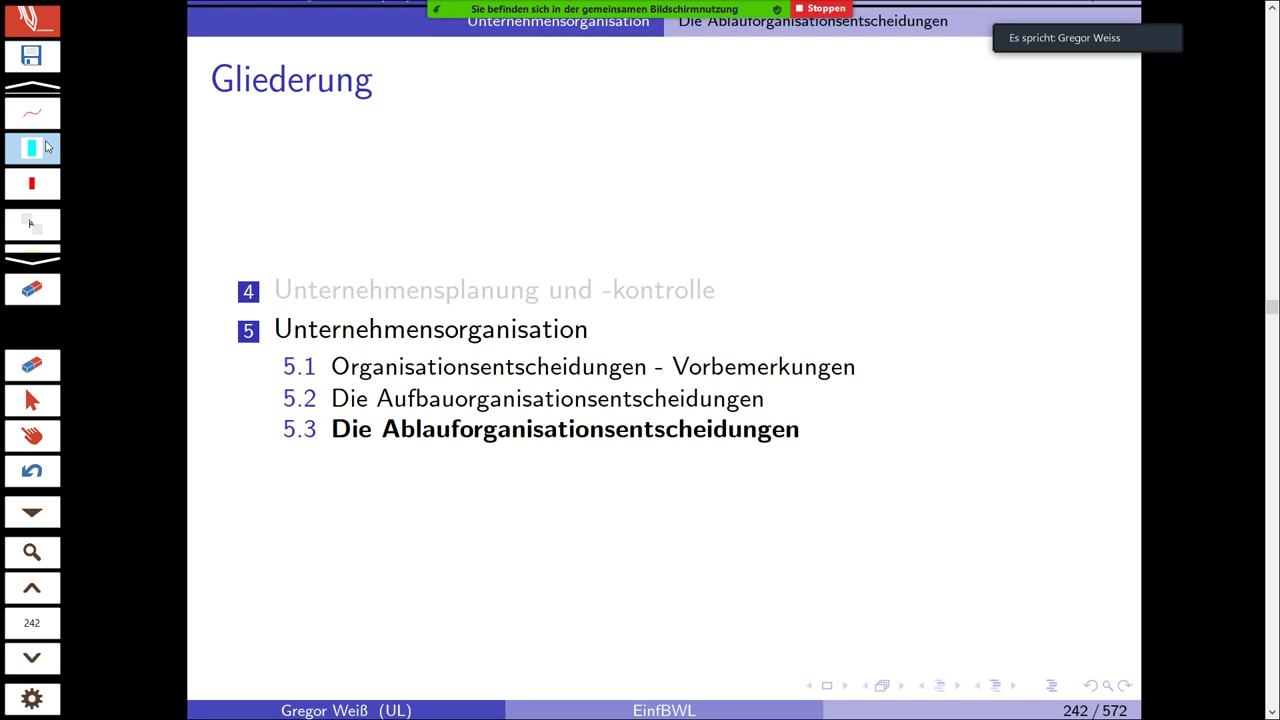 Sie befinden sich in der gemeinsamen Bildschirmnutzung
Stoppen
Unternehmensorganisation
Die Ablauforganisationsentscheidungen
Es spricht: Gregor Weiss
Gliederung
4 Unternehmensplanung und -kontrolle
5 Unternehmensorganisation
5.1 Organisationsentscheidungen - Vorbemerkungen
5.2 Die Aufbauorganisationsentscheidungen
5.3 Die Ablauforganisationsentscheidungen
242
Gregor Weiß (UL)
EinfBWL
242 / 572